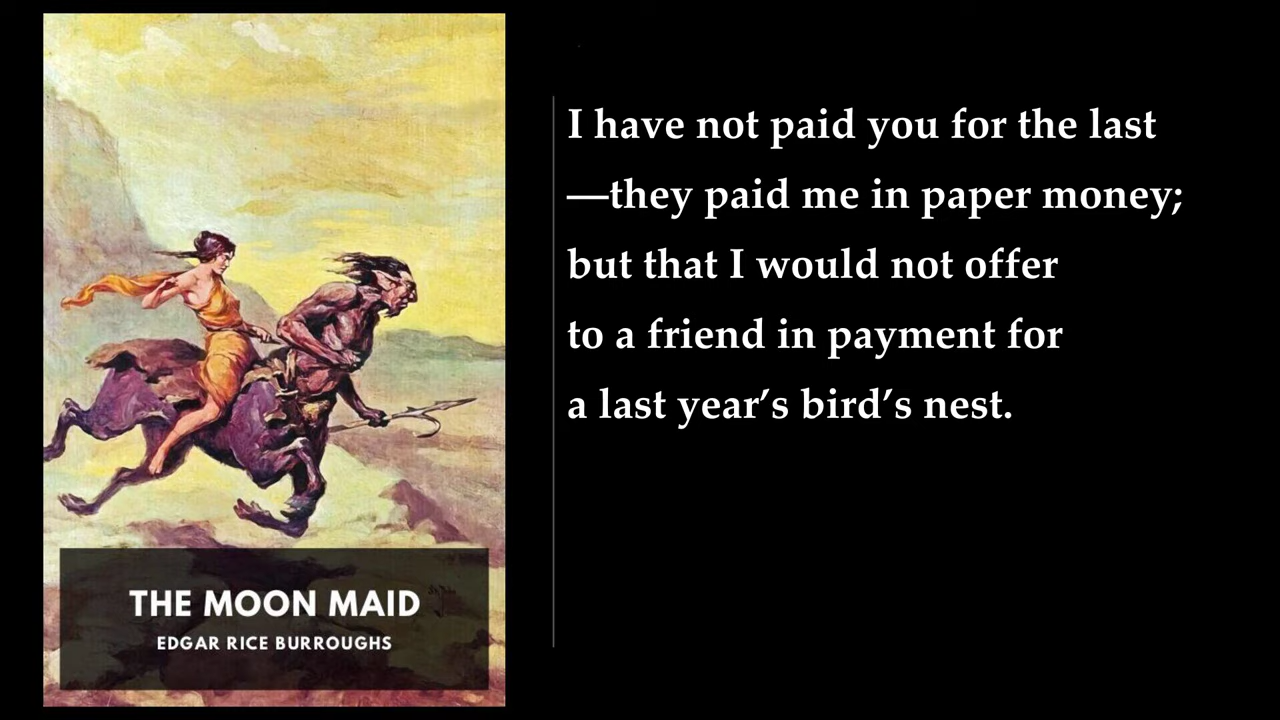 I have not paid you for the last
—they paid me in paper money;
but that I would not offer
to a friend in payment for
a last year’s bird’s nest.
THE MOON MAID
EDGAR RICE BURROUGHS